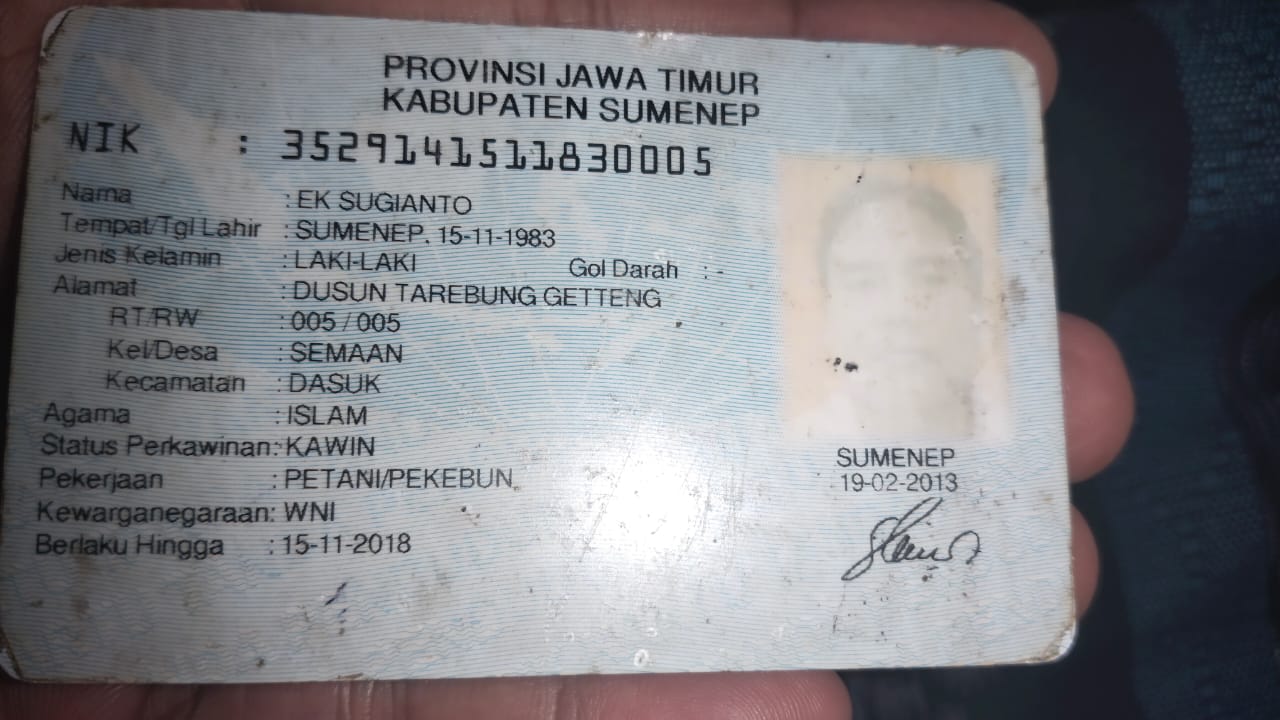 PROVINSI JAWA TIMUR
KABUPATEN SUMENEP
NIK : 3529141511830005
Nama : EK SUGIANTO
Tempat/Tgl Lahir : SUMENEP, 15-11-1983
Jenis Kelamin : LAKI-LAKI Gol Darah : -
Alamat : DUSUN TAREBUNG GETTENG
RT/RW : 005 / 005
Kel/Desa : SEMAAN
Kecamatan : DASUK
Agama : ISLAM
Status Perkawinan: KAWIN
Pekerjaan : PETANI/PEKEBUN
Kewarganegaraan: WNI
Berlaku Hingga : 15-11-2018
SUMENEP
19-02-2013